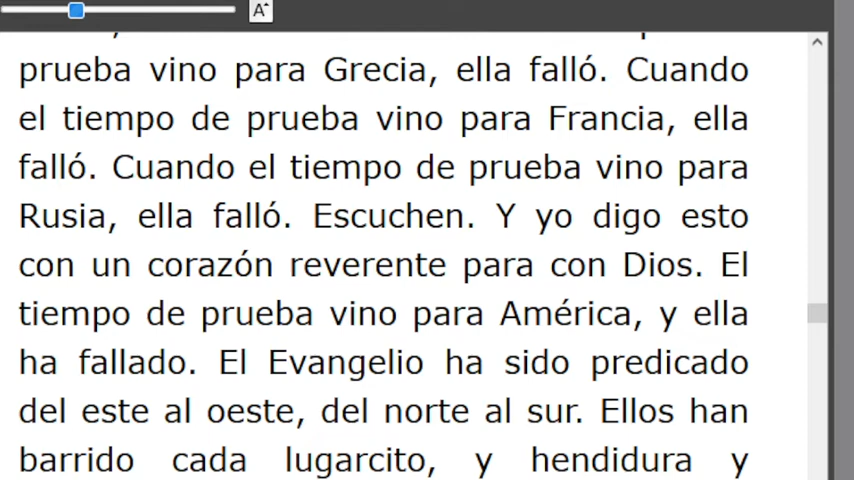 A
prueba vino para Grecia, ella falló. Cuando
el tiempo de prueba vino para Francia, ella
falló. Cuando el tiempo de prueba vino para
Rusia, ella falló. Escuchen. Y yo digo esto
con un corazón reverente para con Dios. El
tiempo de prueba vino para América, y ella
ha fallado. El Evangelio ha sido predicado
del este al oeste, del norte al sur. Ellos han
barrido cada lugarcito, y hendidura y